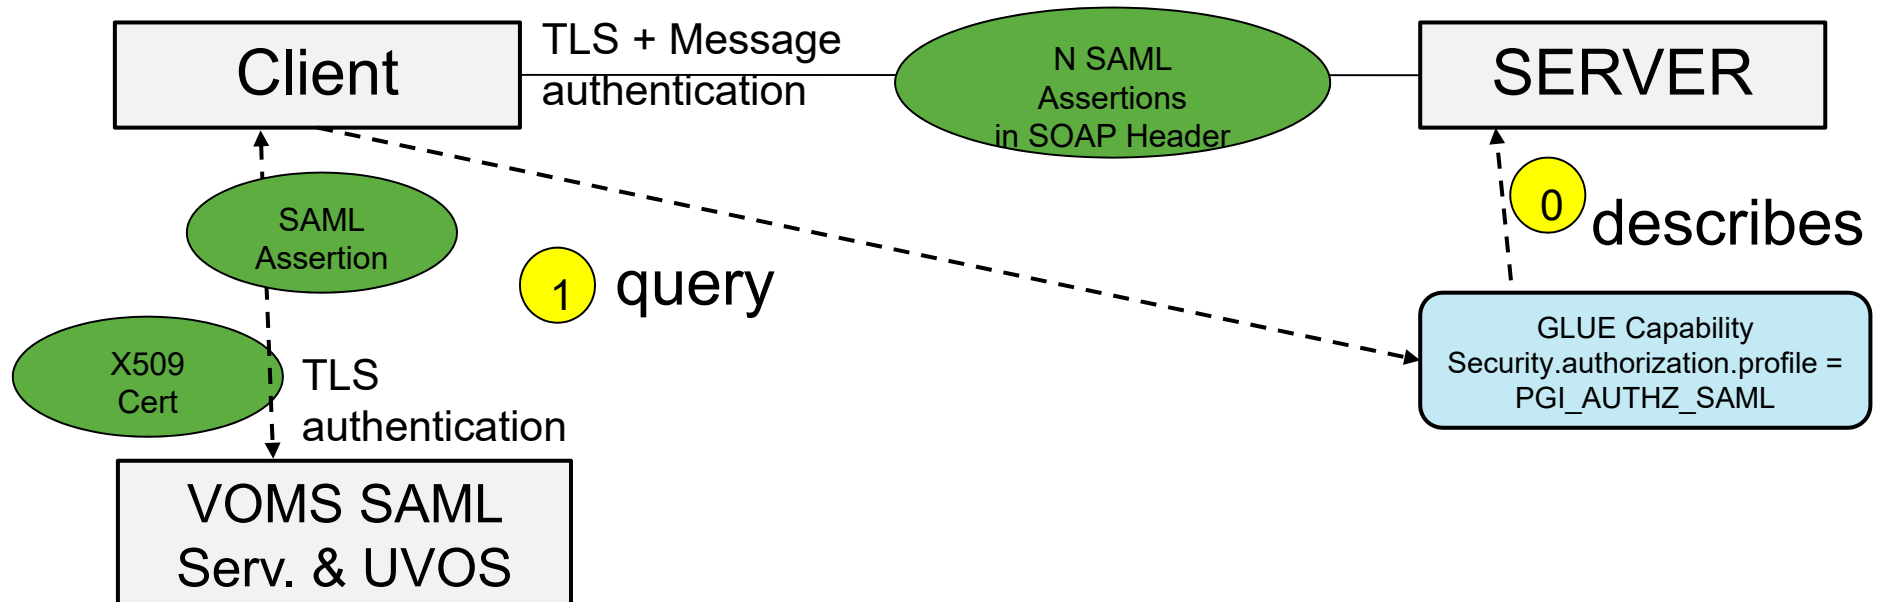 Client
TLS + Message
authentication
N SAML
Assertions
in SOAP Header
SERVER
SAML
Assertion
0
describes
1
query
X509
Cert
TLS
authentication
GLUE Capability
Security.authorization.profile =
PGI_AUTHZ_SAML
VOMS SAML
Serv. & UVOS